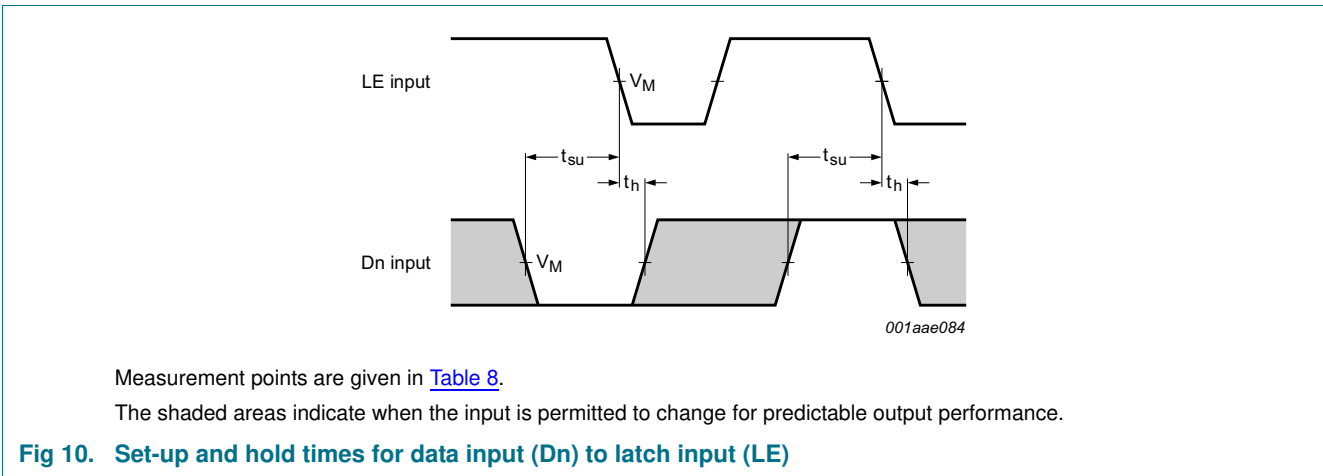 LE input
VM
tsu
tsu
th
th
Dn input
VM
001aae084
Measurement points are given in Table 8.
The shaded areas indicate when the input is permitted to change for predictable output performance.
Fig 10. Set-up and hold times for data input (Dn) to latch input (LE)